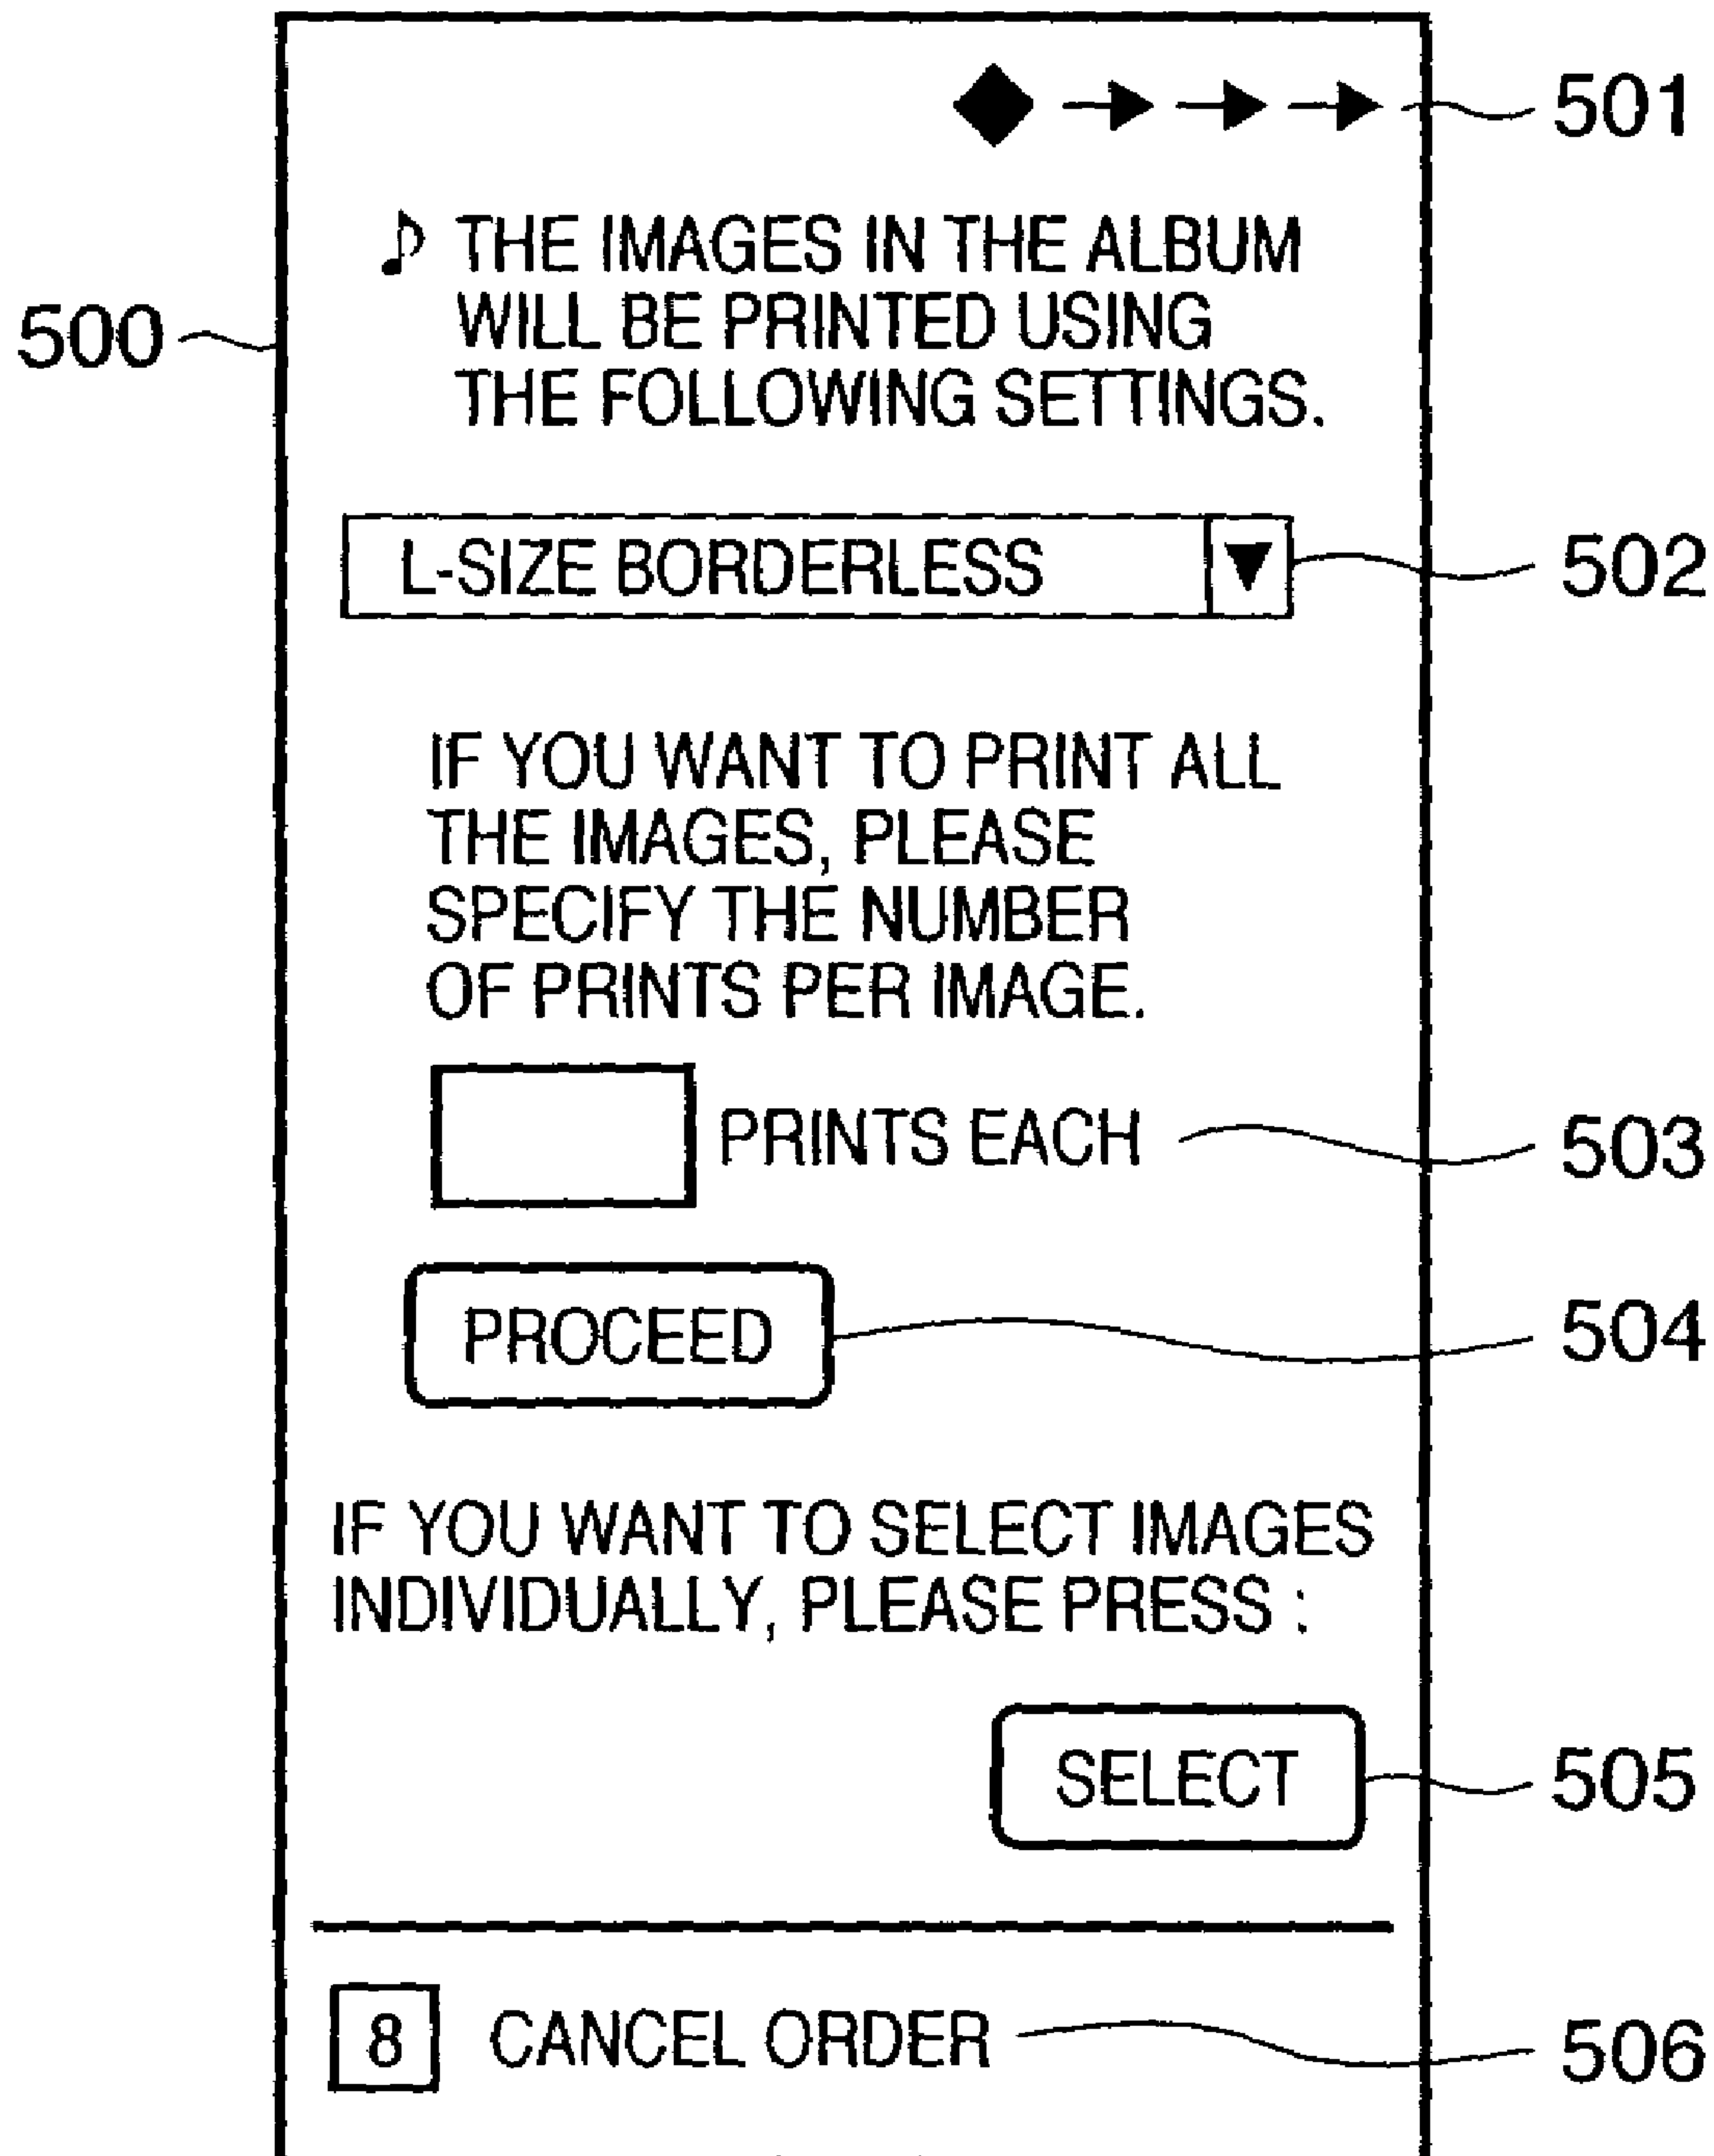 501
♪ THE IMAGES IN THE ALBUM
WILL BE PRINTED USING
THE FOLLOWING SETTINGS.
500
L-SIZE BORDERLESS ▼
502
IF YOU WANT TO PRINT ALL
THE IMAGES, PLEASE
SPECIFY THE NUMBER
OF PRINTS PER IMAGE.
PRINTS EACH
503
PROCEED
504
IF YOU WANT TO SELECT IMAGES
INDIVIDUALLY, PLEASE PRESS :
SELECT
505
8 CANCEL ORDER
506